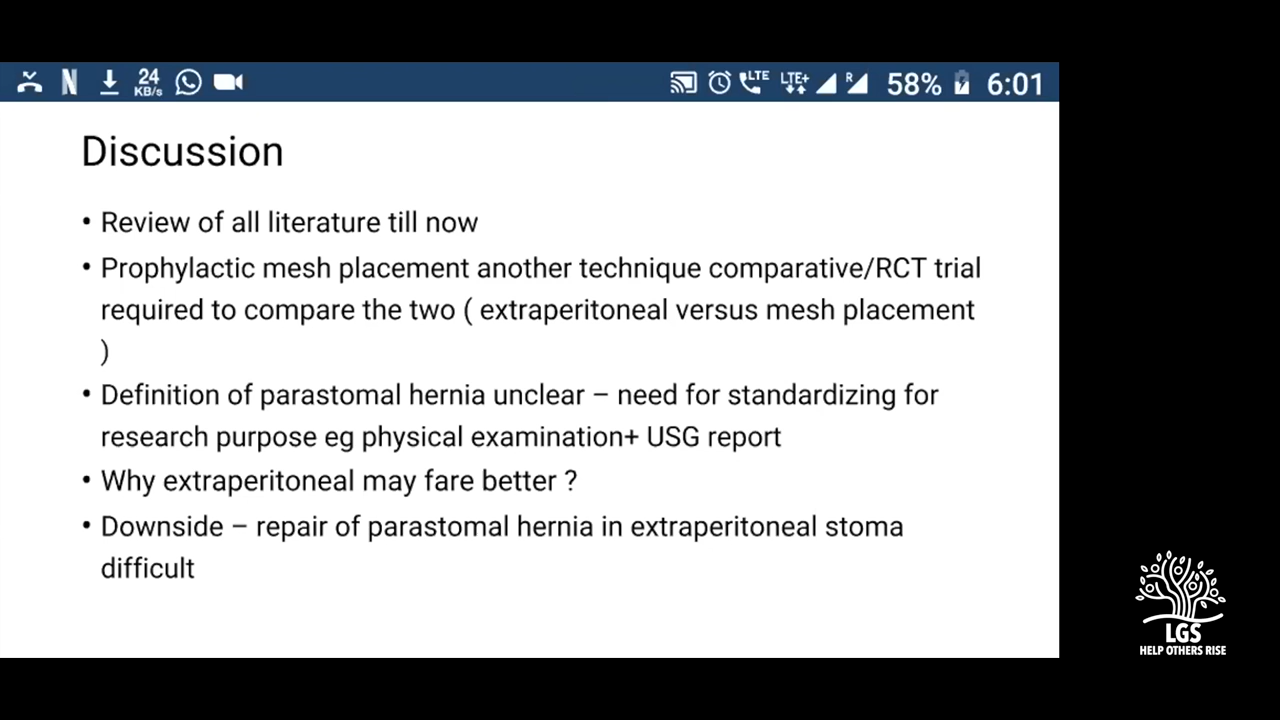 N 24 KB/s LTE LTE+ R 58% 6:01
Discussion
• Review of all literature till now
• Prophylactic mesh placement another technique comparative/RCT trial
required to compare the two ( extraperitoneal versus mesh placement
)
• Definition of parastomal hernia unclear – need for standardizing for
research purpose eg physical examination+ USG report
• Why extraperitoneal may fare better ?
• Downside – repair of parastomal hernia in extraperitoneal stoma
difficult
LGS
HELP OTHERS RISE